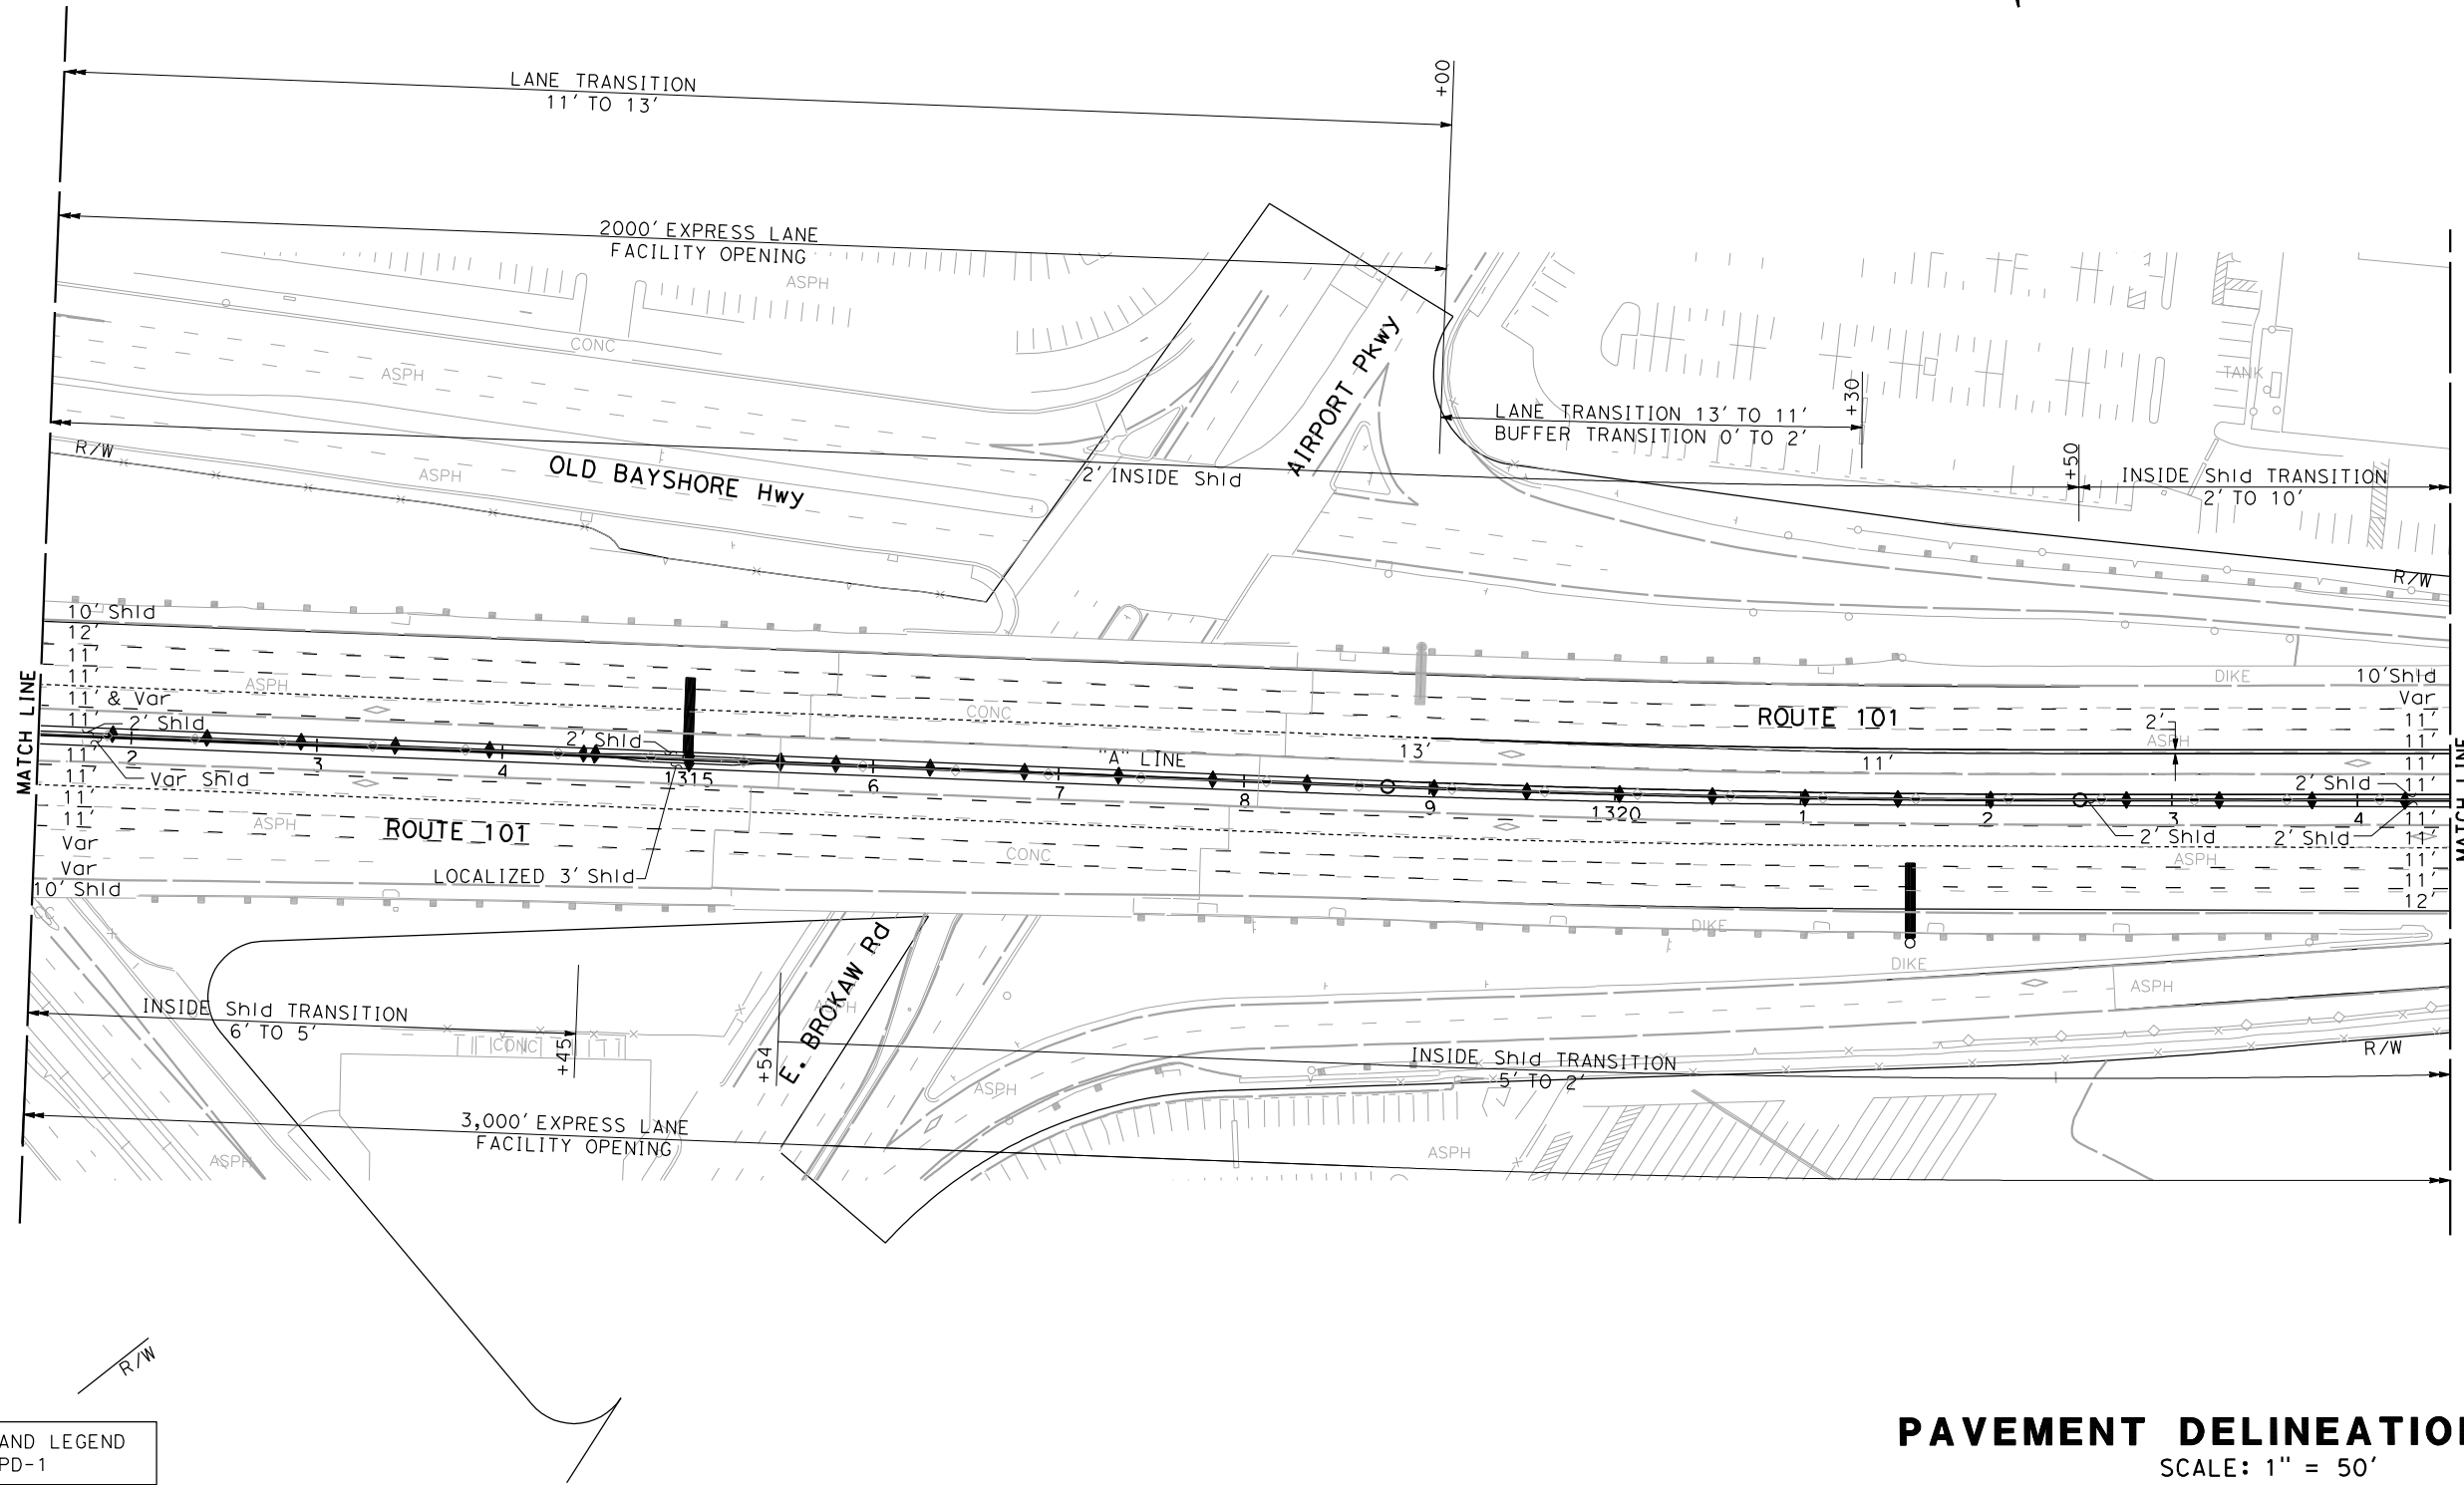 LANE TRANSITION
11' TO 13'
+00
2000' EXPRESS LANE
FACILITY OPENING
ASPH
CONC
ASPH
AIRPORT Pkwy
TANK
+30
LANE TRANSITION 13' TO 11'
BUFFER TRANSITION 0' TO 2'
R/W
ASPH
OLD BAYSHORE Hwy
2' INSIDE Shld
+50
INSIDE Shld TRANSITION
2' TO 10'
R/W
10' Shld
12'
11'
11'
11' & Var
11'
2' Shld
ASPH
CONC
MATCH LINE
2
3
4
1315
6
7
8
9
1320
1
2
3
4
2' Shld
"A" LINE
13'
ROUTE 101
11'
2'
ASPH
DIKE
10' Shld
Var
11'
11'
11'
11'
2' Shld
MATCH LINE
11'
11'
11'
11'
Var Shld
ASPH
ROUTE 101
Var
Var
10' Shld
LOCALIZED 3' Shld
CONC
2' Shld
2' Shld
ASPH
11'
11'
11'
11'
12'
DIKE
DIKE
ASPH
E. BROKAW Rd
ASPH
INSIDE Shld TRANSITION
6' TO 5'
CONC
+45
+54
INSIDE Shld TRANSITION
5' TO 2'
R/W
ASPH
3,000' EXPRESS LANE
FACILITY OPENING
ASPH
ASPH
R/W
AND LEGEND
PD-1
PAVEMENT DELINEATIO
SCALE: 1" = 50'